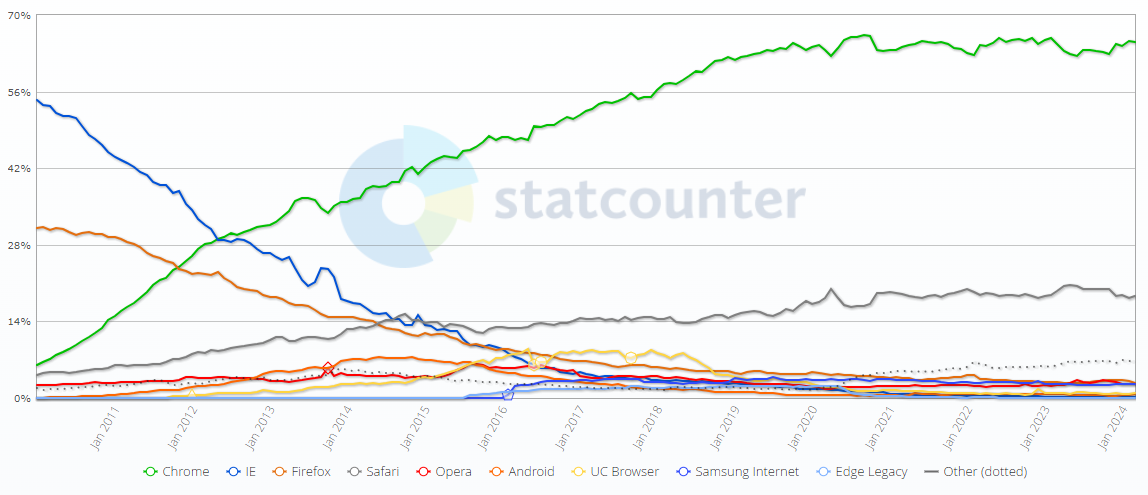 70%
56%
42%
28%
14%
0%
statcounter
Jan 2011
Jan 2012
Jan 2013
Jan 2014
Jan 2015
Jan 2016
Jan 2017
Jan 2018
Jan 2019
Jan 2020
Jan 2021
Jan 2022
Jan 2023
Jan 2024
Chrome IE Firefox Safari Opera Android UC Browser Samsung Internet Edge Legacy Other (dotted)